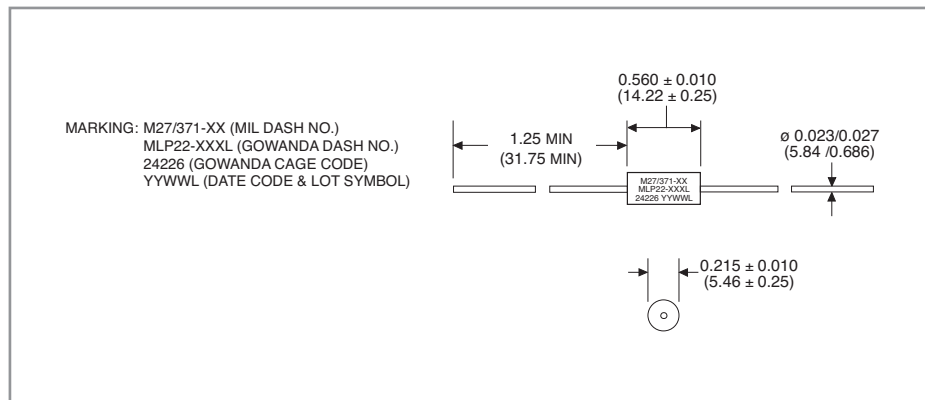 MARKING: M27/371-XX (MIL DASH NO.)
MLP22-XXXL (GOWANDA DASH NO.)
24226 (GOWANDA CAGE CODE)
YYWWL (DATE CODE & LOT SYMBOL)
1.25 MIN
(31.75 MIN)
0.560 ± 0.010
(14.22 ± 0.25)
ø 0.023/0.027
(5.84 /0.686)
M27/371-XX
MLP22-XXXL
24226 YYWWL
0.215 ± 0.010
(5.46 ± 0.25)